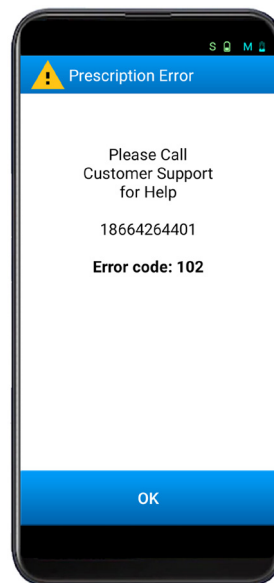 S M
Prescription Error
Please Call
Customer Support
for Help
18664264401
Error code: 102
OK